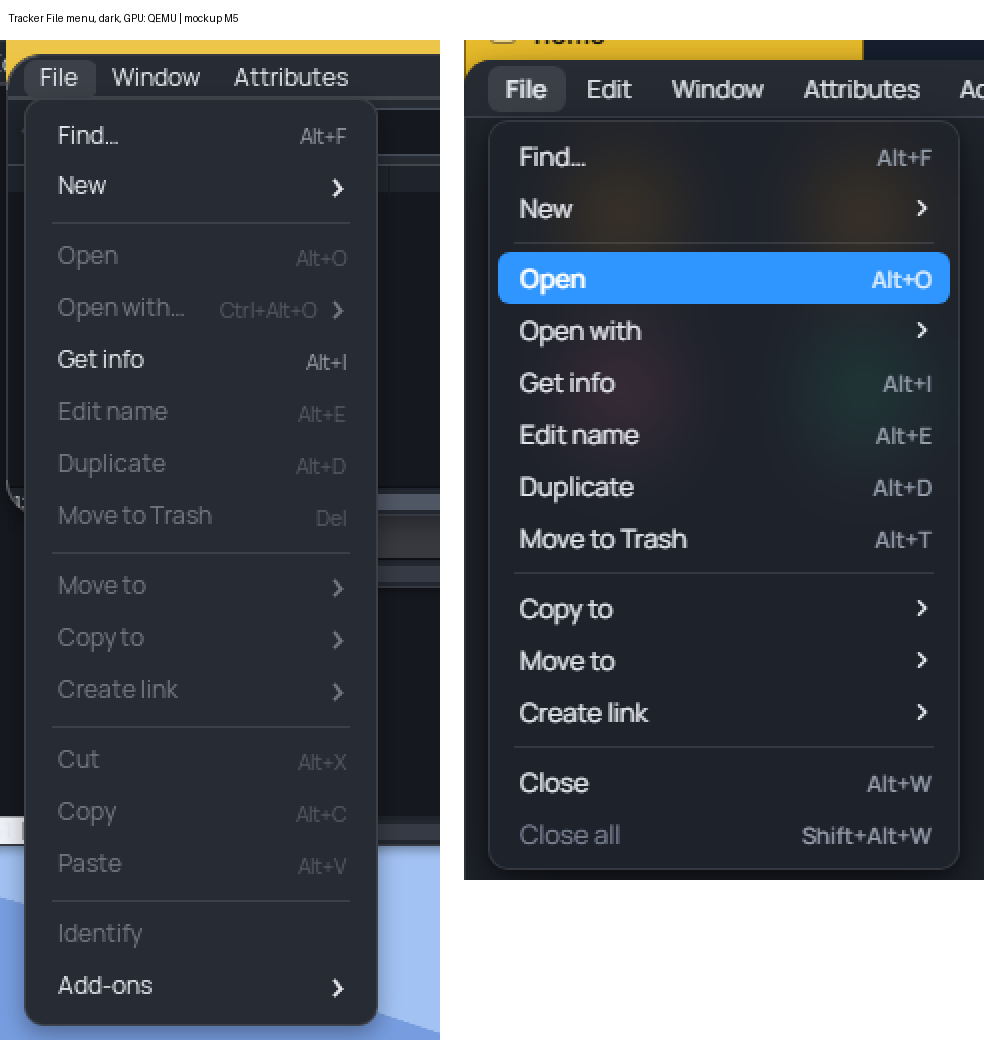 Tracker File menu, dark, GPU: QEMU | mockup M5
File Window Attributes
Find... Alt+F
New
Open Alt+O
Open with... Ctrl+Alt+O
Get info Alt+I
Edit name Alt+E
Duplicate Alt+D
Move to Trash Del
Move to
Copy to
Create link
Cut Alt+X
Copy Alt+C
Paste Alt+V
Identify
Add-ons
File Edit Window Attributes
Find... Alt+F
New
Open Alt+O
Open with
Get info Alt+I
Edit name Alt+E
Duplicate Alt+D
Move to Trash Alt+T
Copy to
Move to
Create link
Close Alt+W
Close all Shift+Alt+W